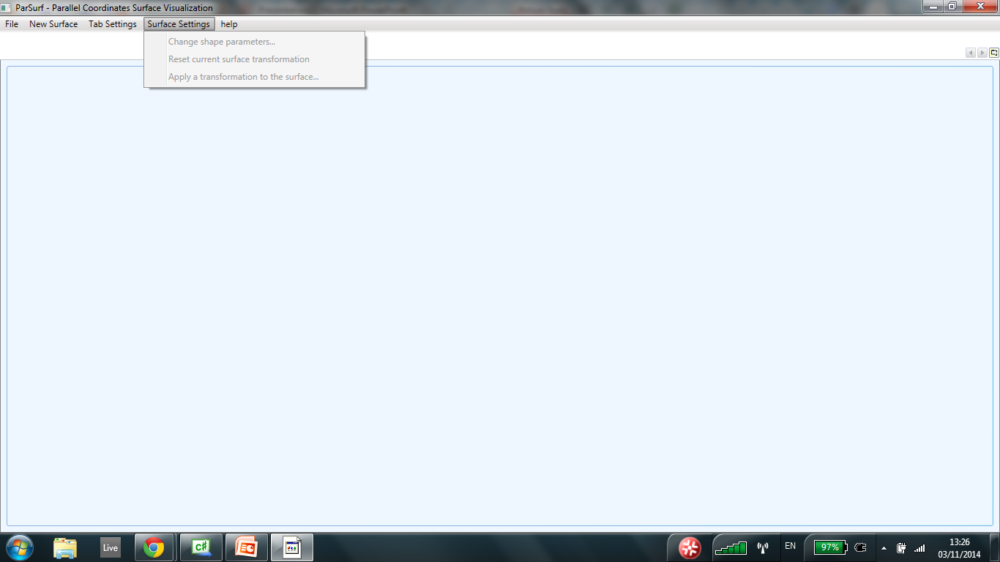 ParSurf - Parallel Coordinates Surface Visualization
File New Surface Tab Settings Surface Settings help
Change shape parameters...
Reset current surface transformation
Apply a transformation to the surface...
Live
C#
EN
97%
13:26
03/11/2014